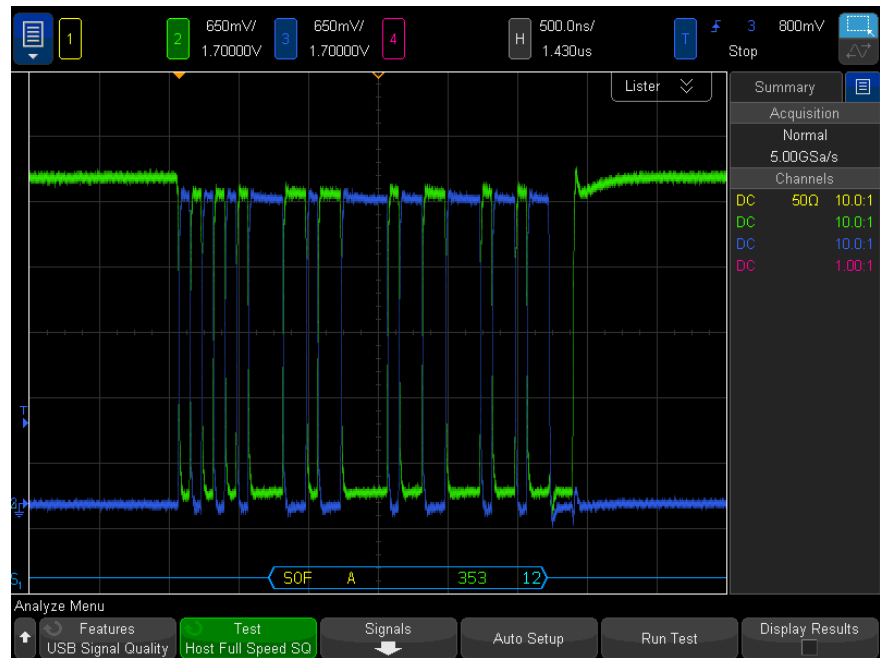 1 2 650mV/ 3 650mV/ 4 H 500.0ns/ T 3 800mV
1.70000V 1.70000V 1.430us Stop
Lister
Summary
Acquisition
Normal
5.00GSa/s
Channels
DC 50Ω 10.0:1
DC 10.0:1
DC 10.0:1
DC 1.00:1
T
S1 SOF A 353 12
Analyze Menu
Features Test Signals Auto Setup Run Test Display Results
USB Signal Quality Host Full Speed SQ